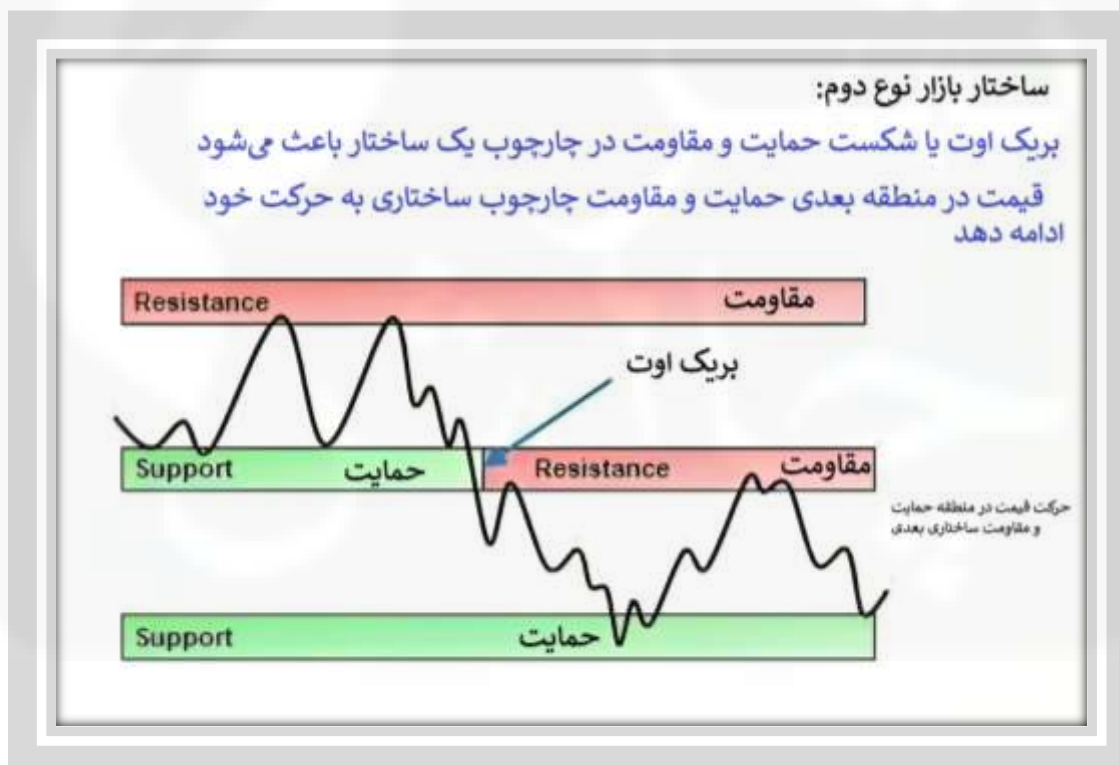 ساختار بازار نوع دوم:
بریک اوت یا شکست حمایت و مقاومت در چارچوب یک ساختار باعث می‌شود
قیمت در منطقه بعدی حمایت و مقاومت چارچوب ساختاری به حرکت خود
ادامه دهد
Resistance مقاومت
بریک اوت
Support حمایت
Resistance مقاومت
حرکت قیمت در منطقه حمایت
و مقاومت ساختاری بعدی
Support حمایت